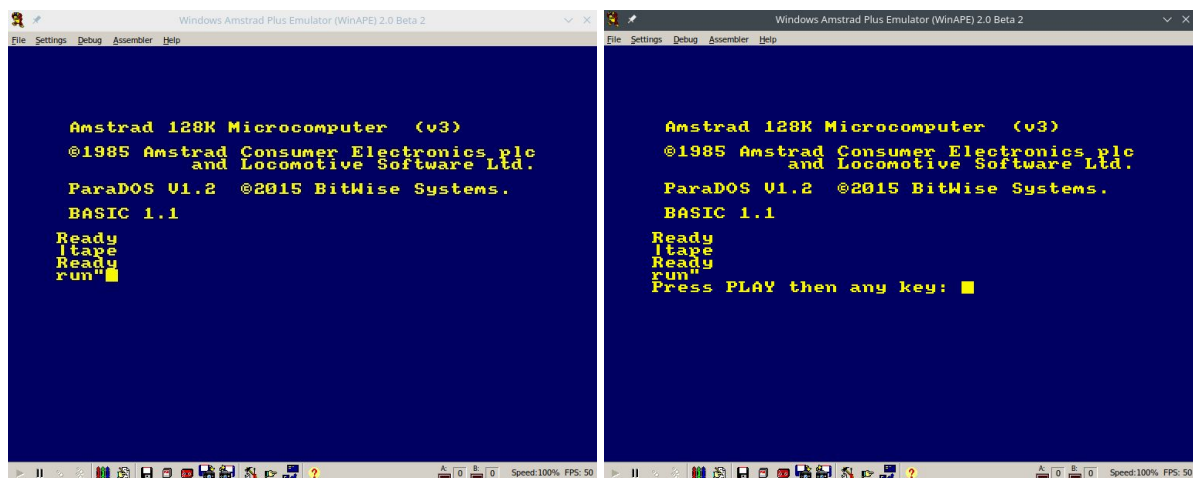 Windows Amstrad Plus Emulator (WinAPE) 2.0 Beta 2
File Settings Debug Assembler Help
Amstrad 128K Microcomputer (v3)
©1985 Amstrad Consumer Electronics plc
and Locomotive Software Ltd.
ParaDOS V1.2 ©2015 BitWise Systems.
BASIC 1.1
Ready
|tape
Ready
run"
A: 0 B: 0 Speed:100% FPS: 50
Windows Amstrad Plus Emulator (WinAPE) 2.0 Beta 2
File Settings Debug Assembler Help
Amstrad 128K Microcomputer (v3)
©1985 Amstrad Consumer Electronics plc
and Locomotive Software Ltd.
ParaDOS V1.2 ©2015 BitWise Systems.
BASIC 1.1
Ready
|tape
Ready
run"
Press PLAY then any key:
A: 0 B: 0 Speed:100% FPS: 50